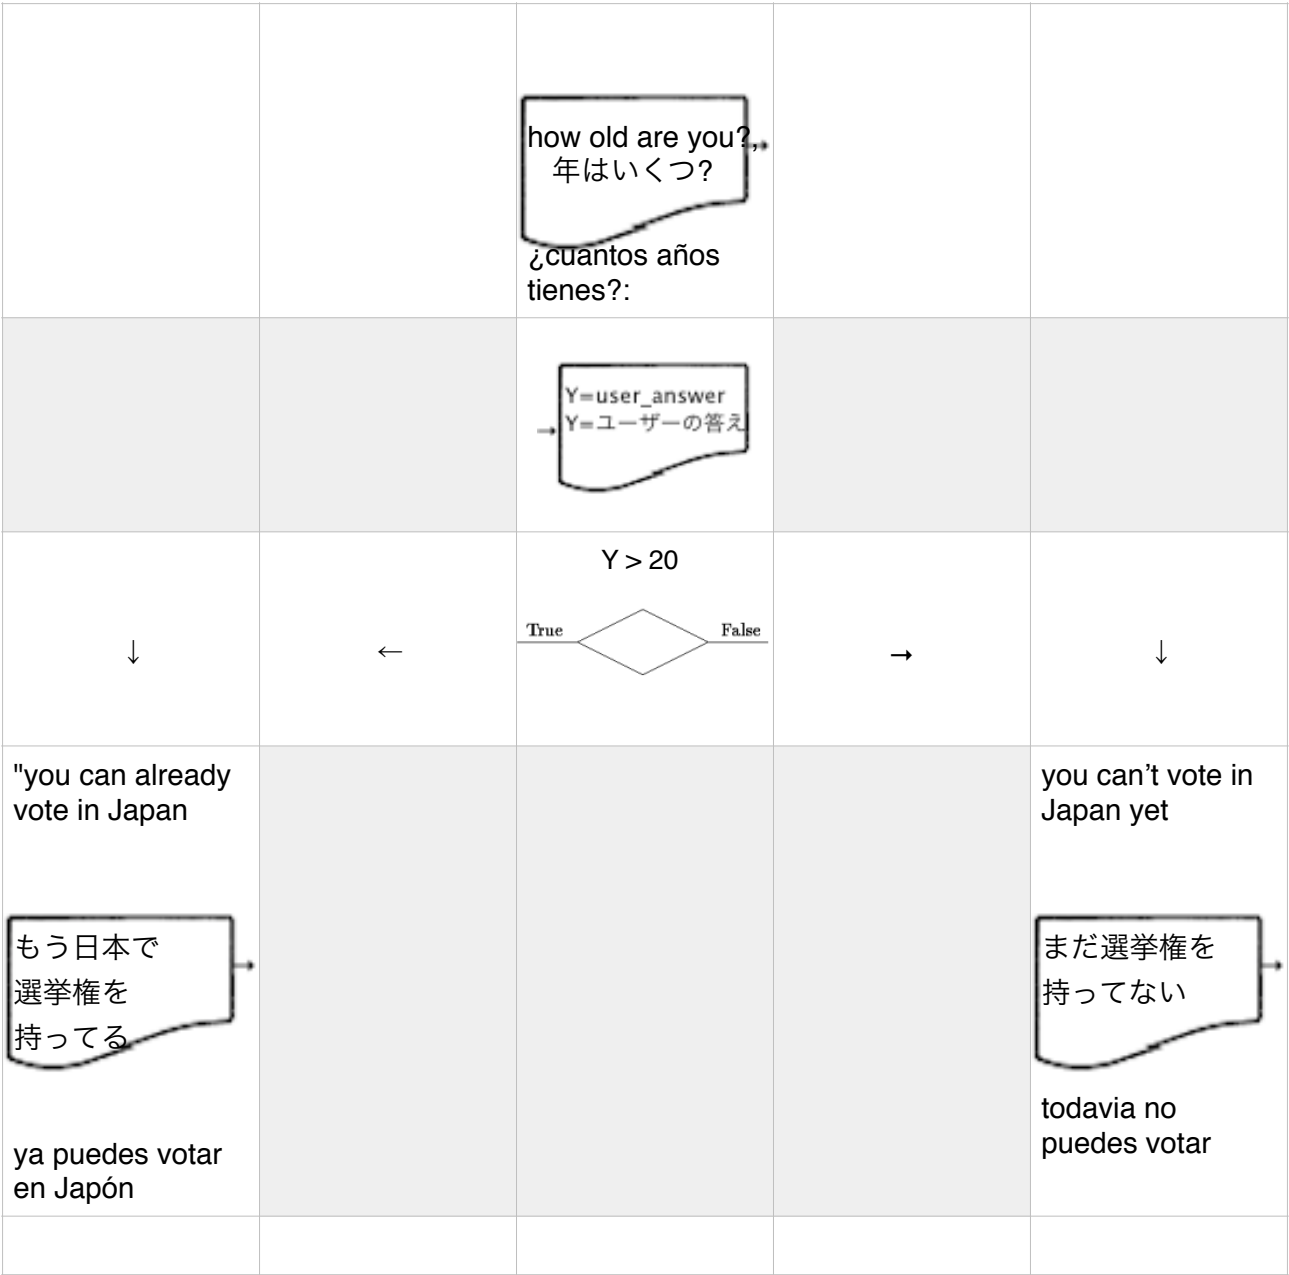 how old are you?,
年はいくつ?
¿cuantos años
tienes?:
Y=user_answer
Y=ユーザーの答え
Y > 20
True
False
↓
←
→
↓
"you can already
vote in Japan
もう日本で
選挙権を
持ってる
ya puedes votar
en Japón
you can’t vote in
Japan yet
まだ選挙権を
持ってない
todavia no
puedes votar